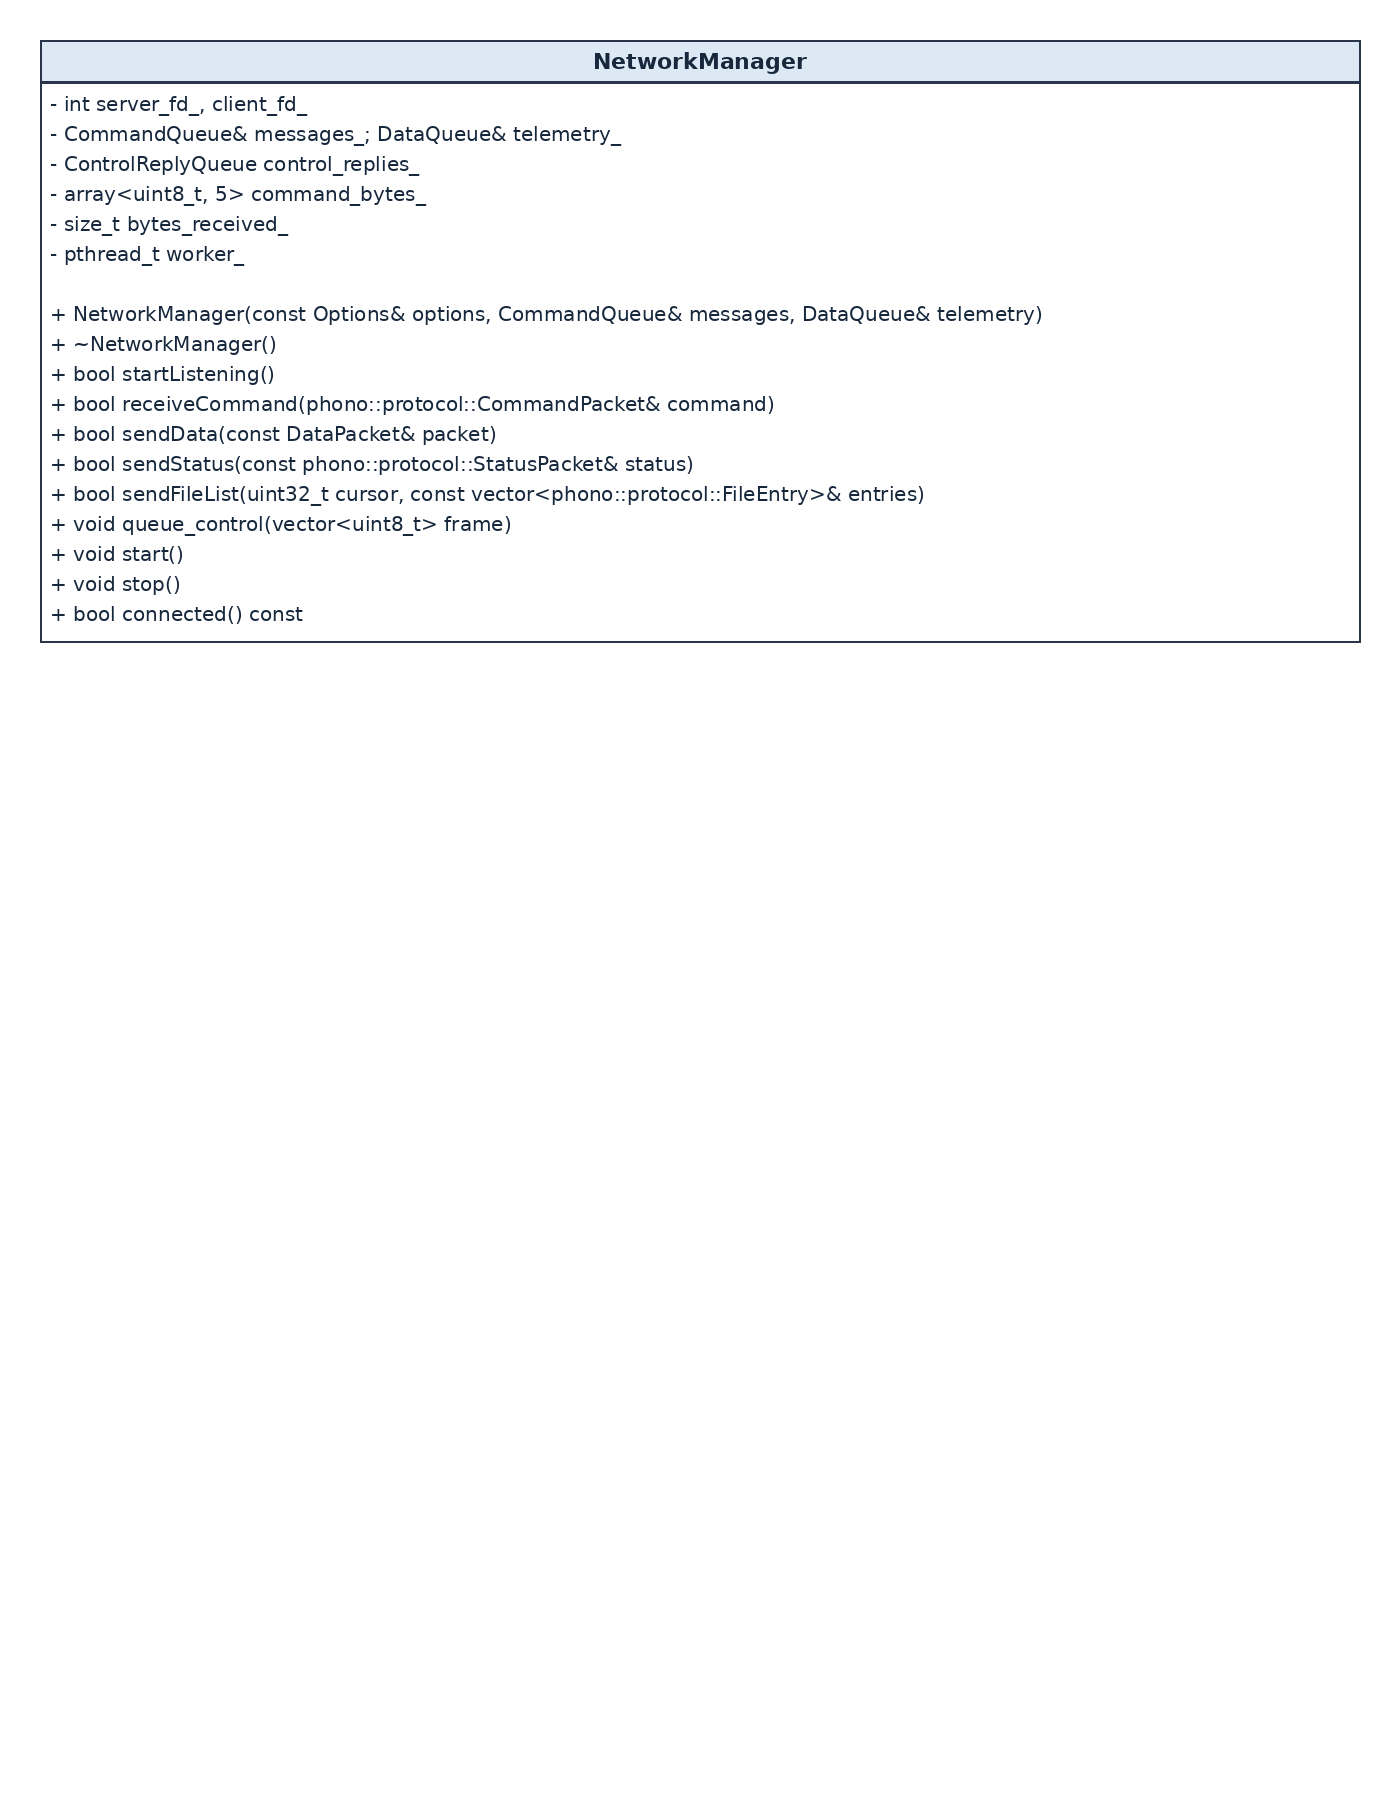 NetworkManager
- int server_fd_, client_fd_
- CommandQueue& messages_; DataQueue& telemetry_
- ControlReplyQueue control_replies_
- array<uint8_t, 5> command_bytes_
- size_t bytes_received_
- pthread_t worker_
+ NetworkManager(const Options& options, CommandQueue& messages, DataQueue& telemetry)
+ ~NetworkManager()
+ bool startListening()
+ bool receiveCommand(phono::protocol::CommandPacket& command)
+ bool sendData(const DataPacket& packet)
+ bool sendStatus(const phono::protocol::StatusPacket& status)
+ bool sendFileList(uint32_t cursor, const vector<phono::protocol::FileEntry>& entries)
+ void queue_control(vector<uint8_t> frame)
+ void start()
+ void stop()
+ bool connected() const